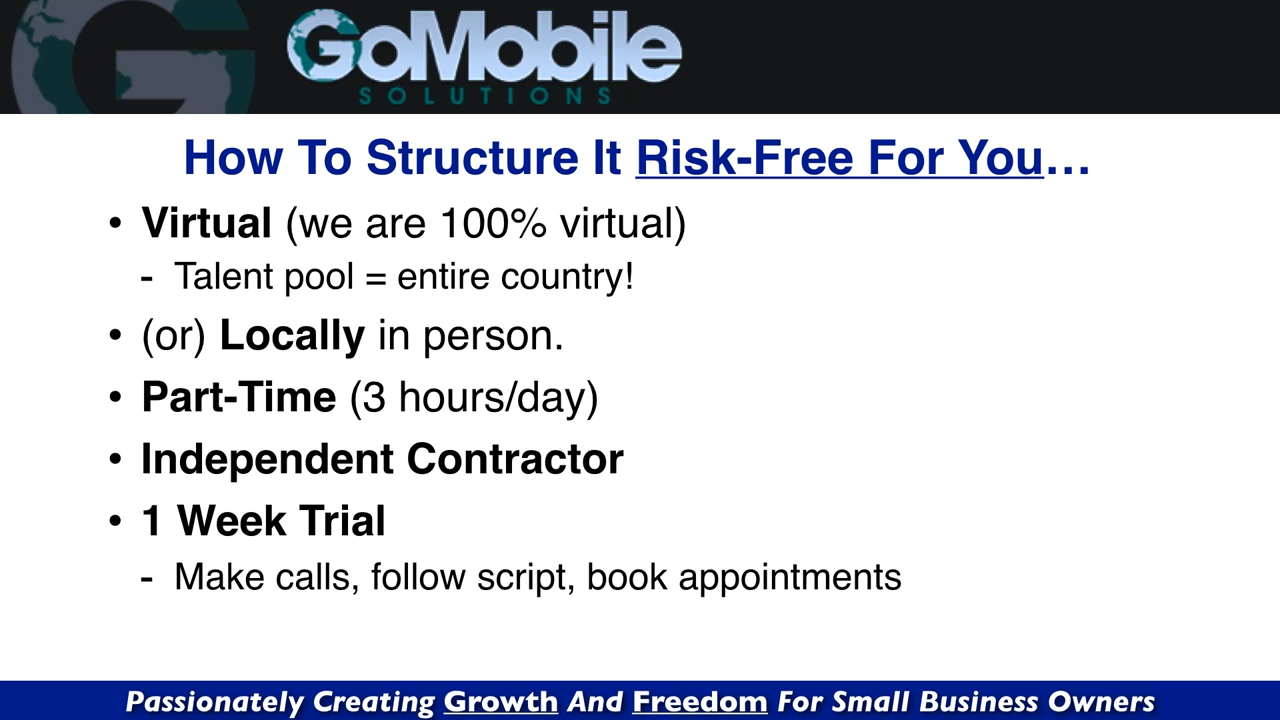 GoMobile
SOLUTIONS
How To Structure It Risk-Free For You…
• Virtual (we are 100% virtual)
- Talent pool = entire country!
• (or) Locally in person.
• Part-Time (3 hours/day)
• Independent Contractor
• 1 Week Trial
- Make calls, follow script, book appointments
Passionately Creating Growth And Freedom For Small Business Owners